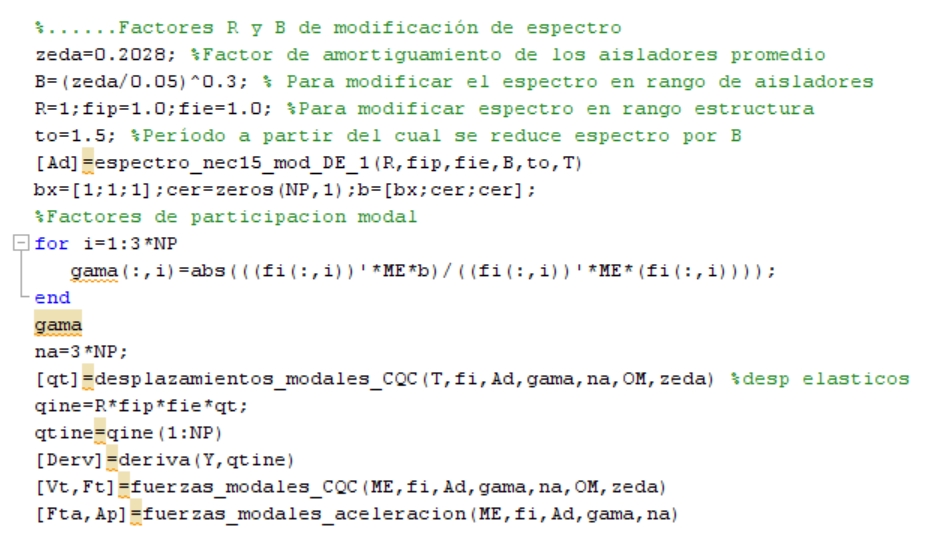 %......Factores R y B de modificación de espectro
zeda=0.2028; %Factor de amortiguamiento de los aisladores promedio
B=(zeda/0.05)^0.3; % Para modificar el espectro en rango de aisladores
R=1;fip=1.0;fie=1.0; %Para modificar espectro en rango estructura
to=1.5; %Período a partir del cual se reduce espectro por B
[Ad]=espectro_nec15_mod_DE_1(R,fip,fie,B,to,T)
bx=[1;1;1];cer=zeros(NP,1);b=[bx;cer;cer];
%Factores de participacion modal
for i=1:3*NP
gama(:,i)=abs(((fi(:,i))'*ME*b)/((fi(:,i))'*ME*(fi(:,i))));
end
gama
na=3*NP;
[qt]=desplazamientos_modales_CQC(T,fi,Ad,gama,na,OM,zeda) %desp elasticos
qine=R*fip*fie*qt;
qtine=qine(1:NP)
[Derv]=deriva(Y,qtine)
[Vt,Ft]=fuerzas_modales_CQC(ME,fi,Ad,gama,na,OM,zeda)
[Fta,Ap]=fuerzas_modales_aceleracion(ME,fi,Ad,gama,na)